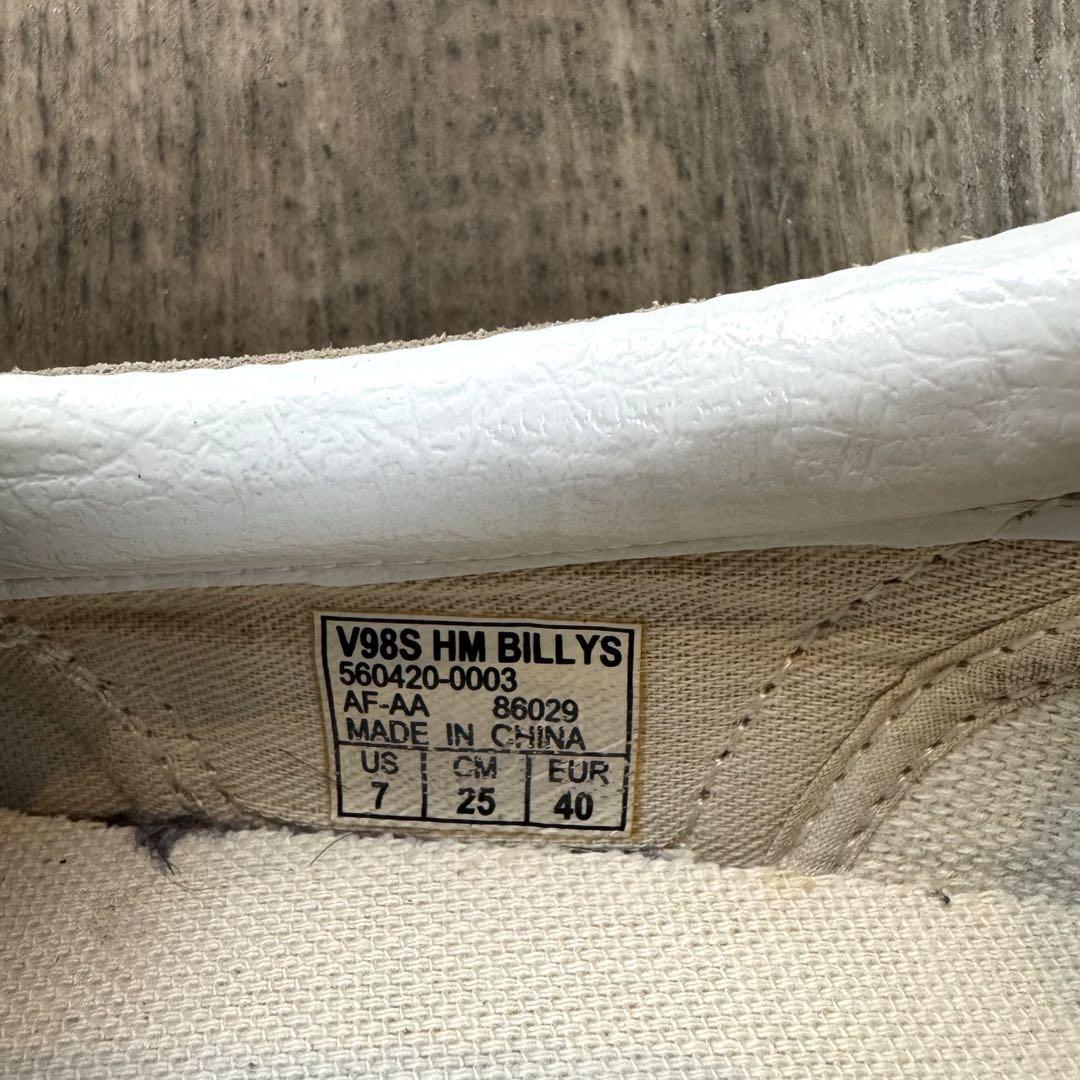 V98S HM BILLYS
560420-0003
AF-AA 86029
MADE IN CHINA
US CM EUR
7 25 40